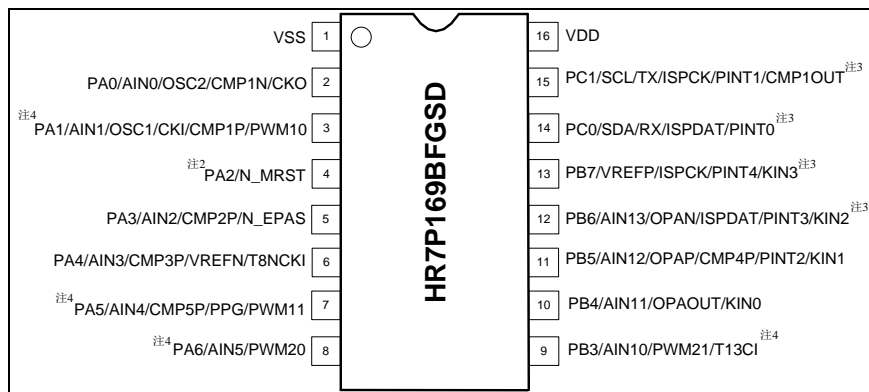 VSS 1 16 VDD
PA0/AIN0/OSC2/CMP1N/CKO 2 15 PC1/SCL/TX/ISPCK/PINT1/CMP1OUT注3
注4PA1/AIN1/OSC1/CKI/CMP1P/PWM10 3 14 PC0/SDA/RX/ISPDAT/PINT0注3
注2PA2/N_MRST 4 13 PB7/VREFP/ISPCK/PINT4/KIN3注3
PA3/AIN2/CMP2P/N_EPAS 5 12 PB6/AIN13/OPAN/ISPDAT/PINT3/KIN2注3
PA4/AIN3/CMP3P/VREFN/T8NCKI 6 11 PB5/AIN12/OPAP/CMP4P/PINT2/KIN1
注4PA5/AIN4/CMP5P/PPG/PWM11 7 10 PB4/AIN11/OPAOUT/KIN0
注4PA6/AIN5/PWM20 8 9 PB3/AIN10/PWM21/T13CI注4
HR7P169BFGSD